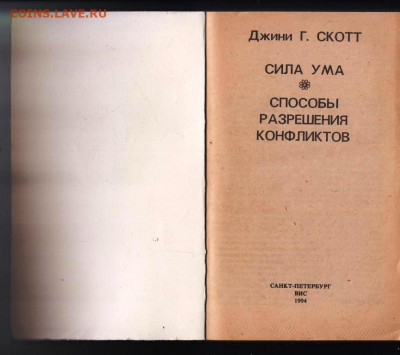 COINS.LAVE.RU
Джини Г. СКОТТ
СИЛА УМА
СПОСОБЫ
РАЗРЕШЕНИЯ
КОНФЛИКТОВ
САНКТ-ПЕТЕРБУРГ
ВИС
1994